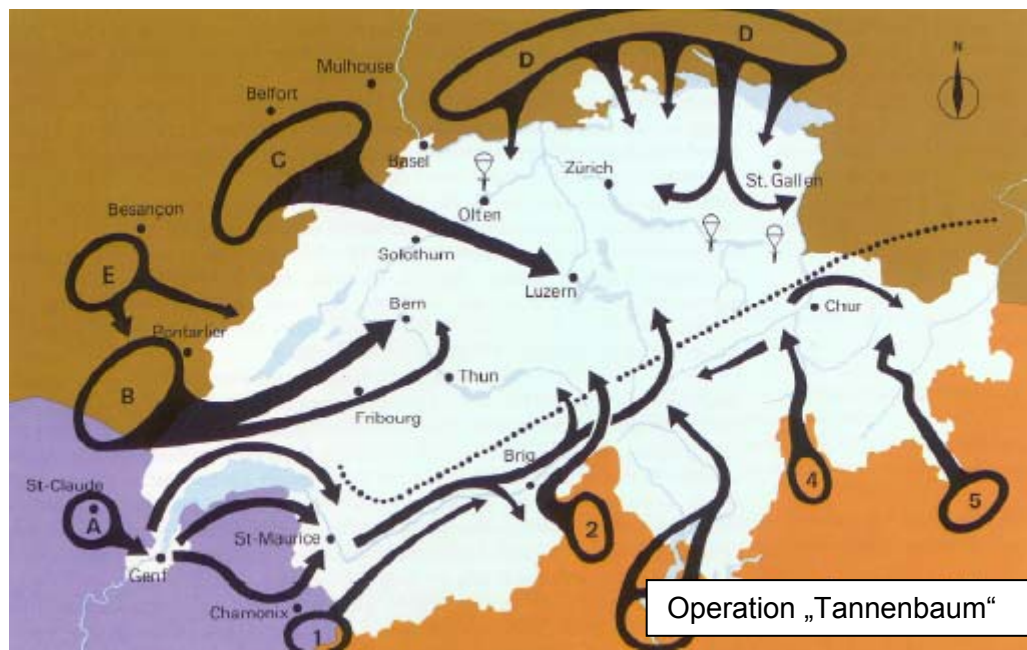 N
D
D
Mulhouse
Belfort
C
Basel
Zürich
St. Gallen
Olten
Besançon
Solothurn
E
Luzern
Bern
Chur
Pontarlier
Thun
B
Fribourg
Brig
St-Claude
4
5
A
2
St-Maurice
Genf
Chamonix
1
Operation „Tannenbaum“